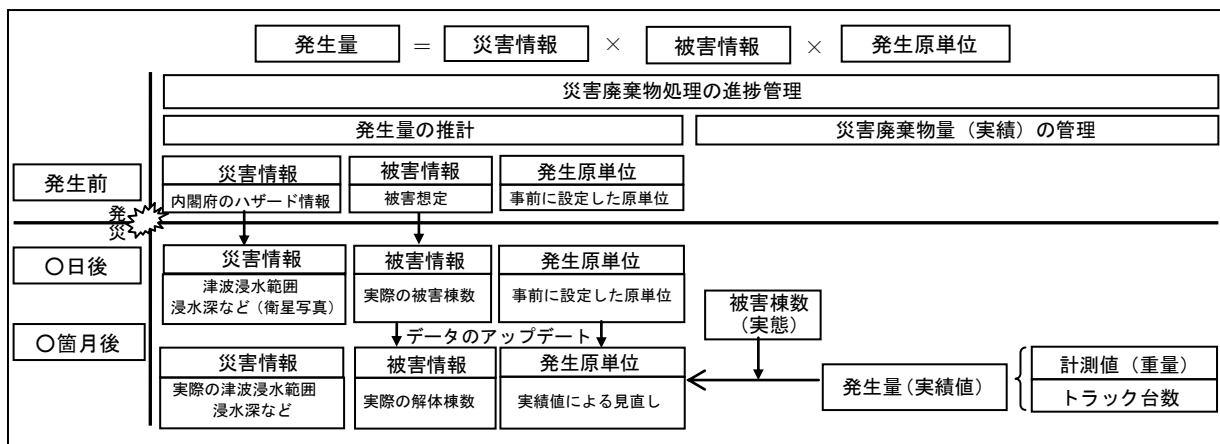 発生量 ＝ 災害情報 × 被害情報 × 発生原単位
災害廃棄物処理の進捗管理
発生量の推計
災害廃棄物量（実績）の管理
発生前
災害情報
内閣府のハザード情報
被害情報
被害想定
発生原単位
事前に設定した原単位
発災
〇日後
災害情報
津波浸水範囲
浸水深など（衛星写真）
被害情報
実際の被害棟数
発生原単位
事前に設定した原単位
データのアップデート
被害棟数
（実態）
〇箇月後
災害情報
実際の津波浸水範囲
浸水深など
被害情報
実際の解体棟数
発生原単位
実績値による見直し
発生量（実績値）
計測値（重量）
トラック台数